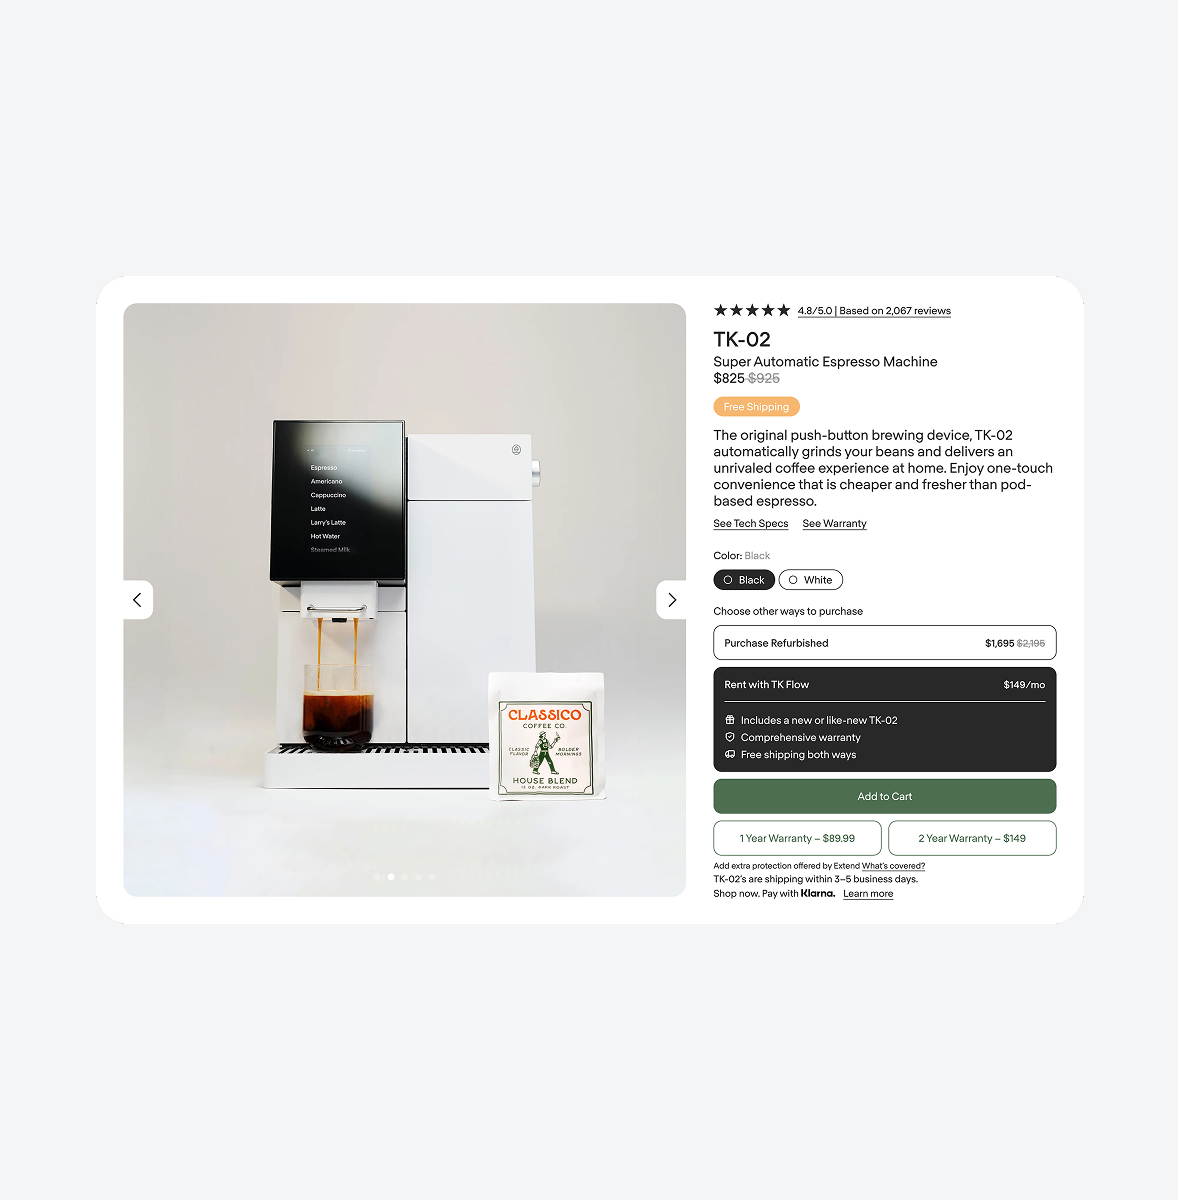 Espresso
Americano
Cappuccino
Latte
Larry's Latte
Hot Water
Steamed Milk
CLASSICO
COFFEE CO.
CLASSIC FLAVOR
BOLDER MORNINGS
HOUSE BLEND
12 OZ. DARK ROAST
4.8/5.0 | Based on 2,067 reviews
TK-02
Super Automatic Espresso Machine
$825 $925
Free Shipping
The original push-button brewing device, TK-02
automatically grinds your beans and delivers an
unrivaled coffee experience at home. Enjoy one-touch
convenience that is cheaper and fresher than pod-
based espresso.
See Tech Specs See Warranty
Color: Black
Black White
Choose other ways to purchase
Purchase Refurbished $1,695 $2,195
Rent with TK Flow $149/mo
Includes a new or like-new TK-02
Comprehensive warranty
Free shipping both ways
Add to Cart
1 Year Warranty – $89.99 2 Year Warranty – $149
Add extra protection offered by Extend What's covered?
TK-02's are shipping within 3–5 business days.
Shop now. Pay with Klarna. Learn more